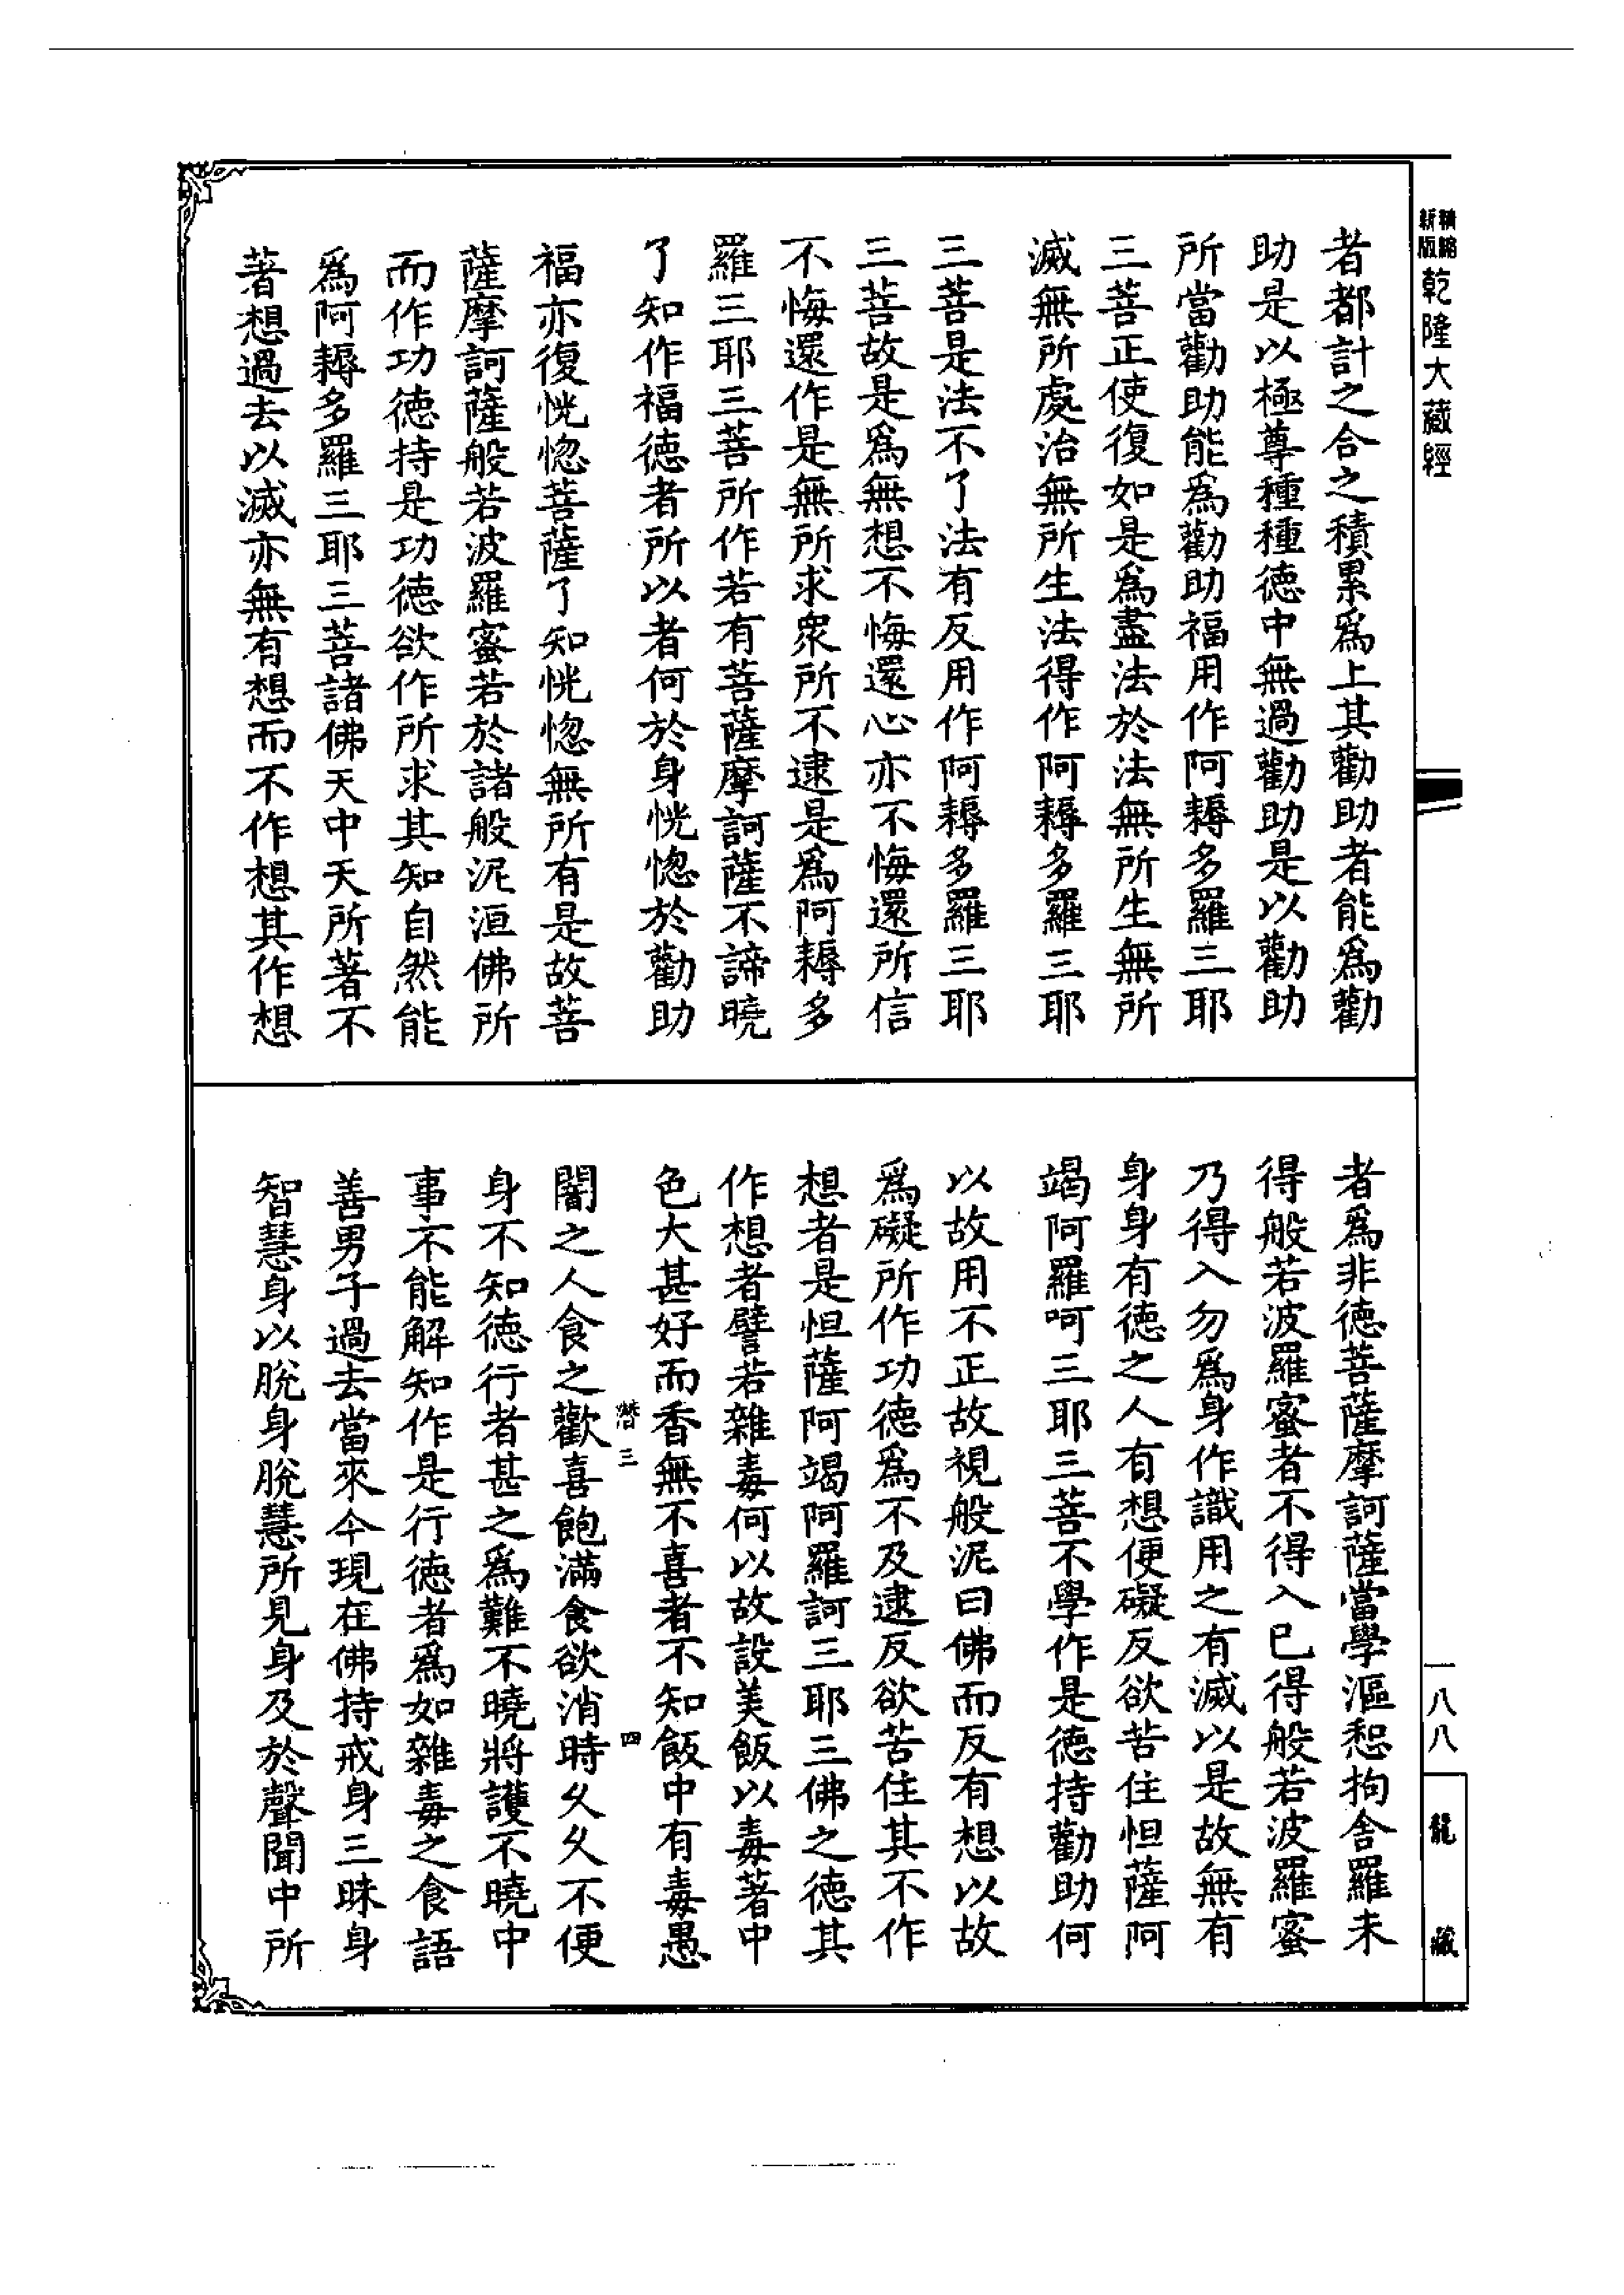 新版精縮
乾隆大藏經
者都計之合之積累爲上其勸助者能爲勸
助是以極尊種種德中無過勸助是以勸助
所當勸助能爲勸助福用作阿耨多羅三耶
三菩正使復如是爲盡法於法無所生無所
滅無所處治無所生法得作阿耨多羅三耶
三菩是法不了法有反用作阿耨多羅三耶
三菩故是爲無想不悔還心亦不悔還所信
不悔還作是無所求衆所不逮是爲阿耨多
羅三耶三菩所作若有菩薩摩訶薩不諦曉
了知作福德者所以者何於身恍惚於勸助
福亦復恍惚菩薩了知恍惚無所有是故菩
薩摩訶薩般若波羅蜜若於諸般泥洹佛所
而作功德持是功德欲作所求其知自然能
爲阿耨多羅三耶三菩諸佛天中天所著不
著想過去以滅亦無有想而不作想其作想
者爲非德菩薩摩訶薩當學漚恕拘舍羅未
得般若波羅蜜者不得入已得般若波羅蜜
乃得入勿爲身作識用之有滅以是故無有
身身有德之人有想便礙反欲苦住怛薩阿
竭阿羅呵三耶三菩不學作是德持勸助何
以故用不正故視般泥曰佛而反有想以故
爲礙所作功德爲不及逮反欲苦住其不作
想者是怛薩阿竭阿羅訶三耶三佛之德其
作想者譬若雜毒何以故設美飯以毒著中
色大甚好而香無不喜者不知飯中有毒愚
潛三
四
闇之人食之歡喜飽滿食欲消時久久不便
身不知德行者甚之爲難不曉將護不曉中
事不能解知作是行德者爲如雜毒之食語
善男子過去當來今現在佛持戒身三昧身
智慧身以脫身脫慧所見身及於聲聞中所
一八八
龍藏